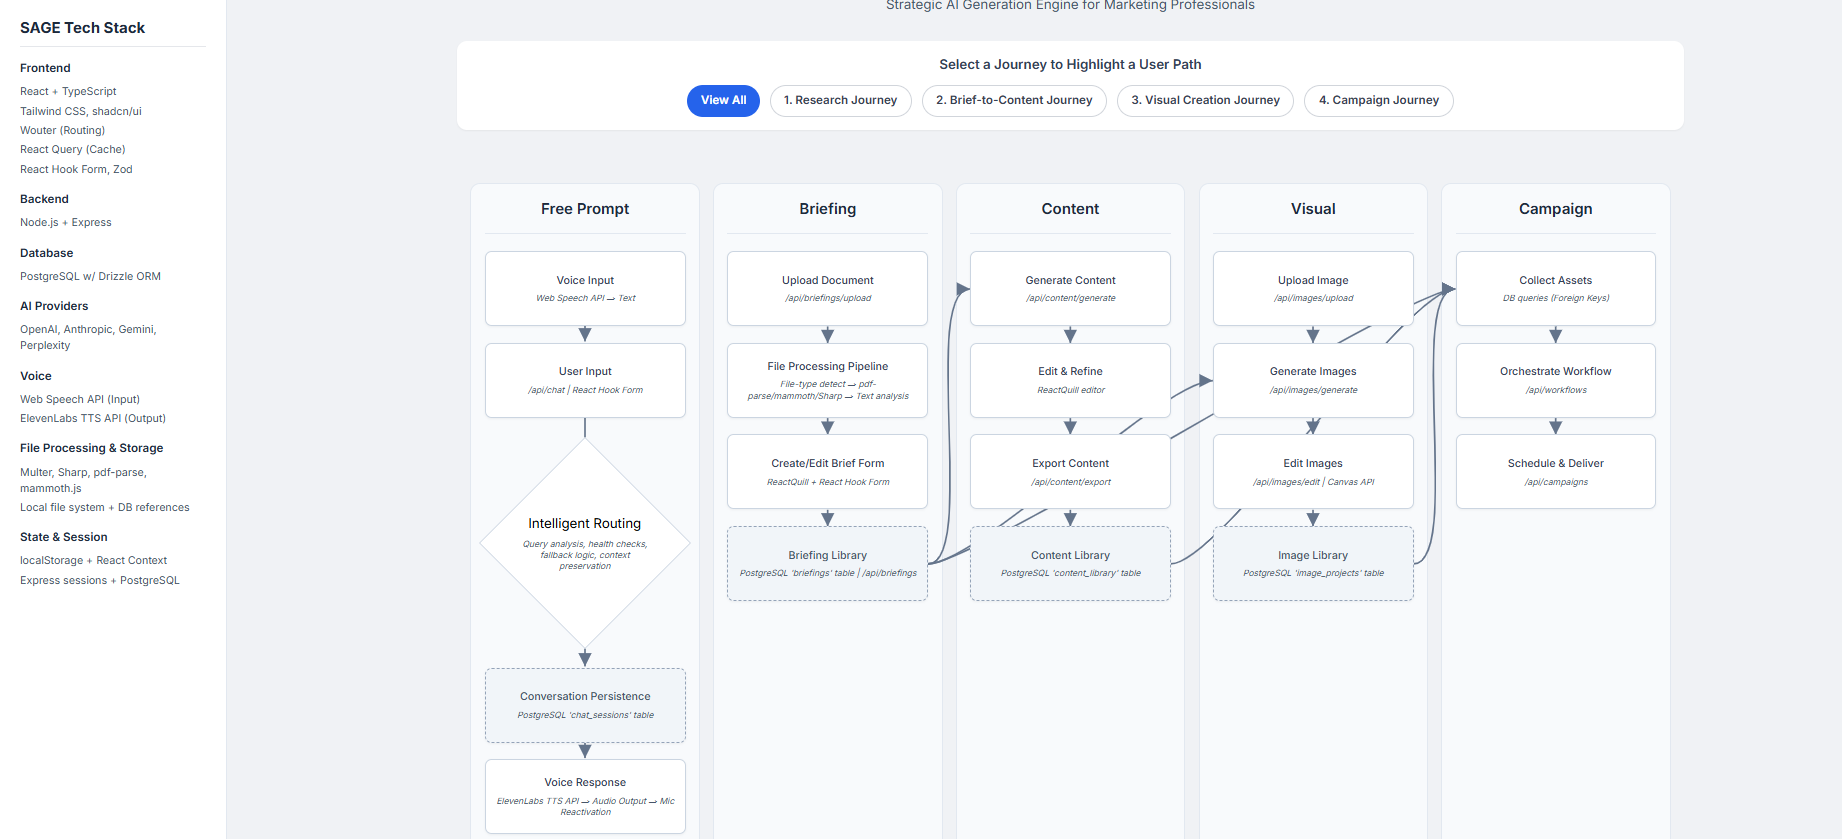 SAGE Tech Stack
Frontend
React + TypeScript
Tailwind CSS, shadcn/ui
Wouter (Routing)
React Query (Cache)
React Hook Form, Zod
Backend
Node.js + Express
Database
PostgreSQL w/ Drizzle ORM
AI Providers
OpenAI, Anthropic, Gemini,
Perplexity
Voice
Web Speech API (Input)
ElevenLabs TTS API (Output)
File Processing & Storage
Multer, Sharp, pdf-parse,
mammoth.js
Local file system + DB references
State & Session
localStorage + React Context
Express sessions + PostgreSQL
Strategic AI Generation Engine for Marketing Professionals
Select a Journey to Highlight a User Path
View All
1. Research Journey
2. Brief-to-Content Journey
3. Visual Creation Journey
4. Campaign Journey
Free Prompt
Voice Input
Web Speech API → Text
User Input
/api/chat | React Hook Form
Intelligent Routing
Query analysis, health checks,
fallback logic, context
preservation
Conversation Persistence
PostgreSQL 'chat_sessions' table
Voice Response
ElevenLabs TTS API → Audio Output → Mic
Reactivation
Briefing
Upload Document
/api/briefings/upload
File Processing Pipeline
File-type detect → pdf-
parse/mammoth/Sharp → Text analysis
Create/Edit Brief Form
ReactQuill + React Hook Form
Briefing Library
PostgreSQL 'briefings' table | /api/briefings
Content
Generate Content
/api/content/generate
Edit & Refine
ReactQuill editor
Export Content
/api/content/export
Content Library
PostgreSQL 'content_library' table
Visual
Upload Image
/api/images/upload
Generate Images
/api/images/generate
Edit Images
/api/images/edit | Canvas API
Image Library
PostgreSQL 'image_projects' table
Campaign
Collect Assets
DB queries (Foreign Keys)
Orchestrate Workflow
/api/workflows
Schedule & Deliver
/api/campaigns